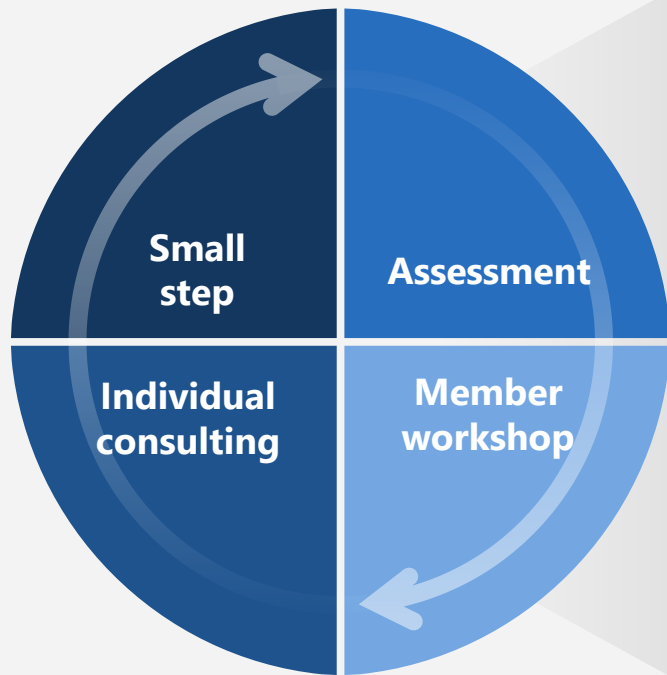 Small
step
Assessment
Individual
consulting
Member
workshop